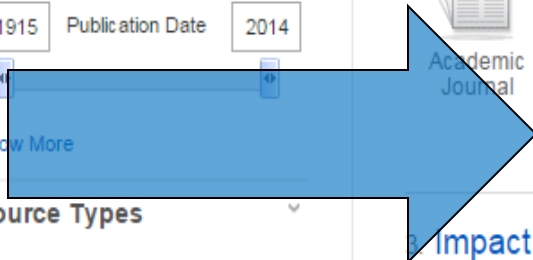 1915 Publication Date 2014
ow More
ource Types
Academic
Journal
3. Impact